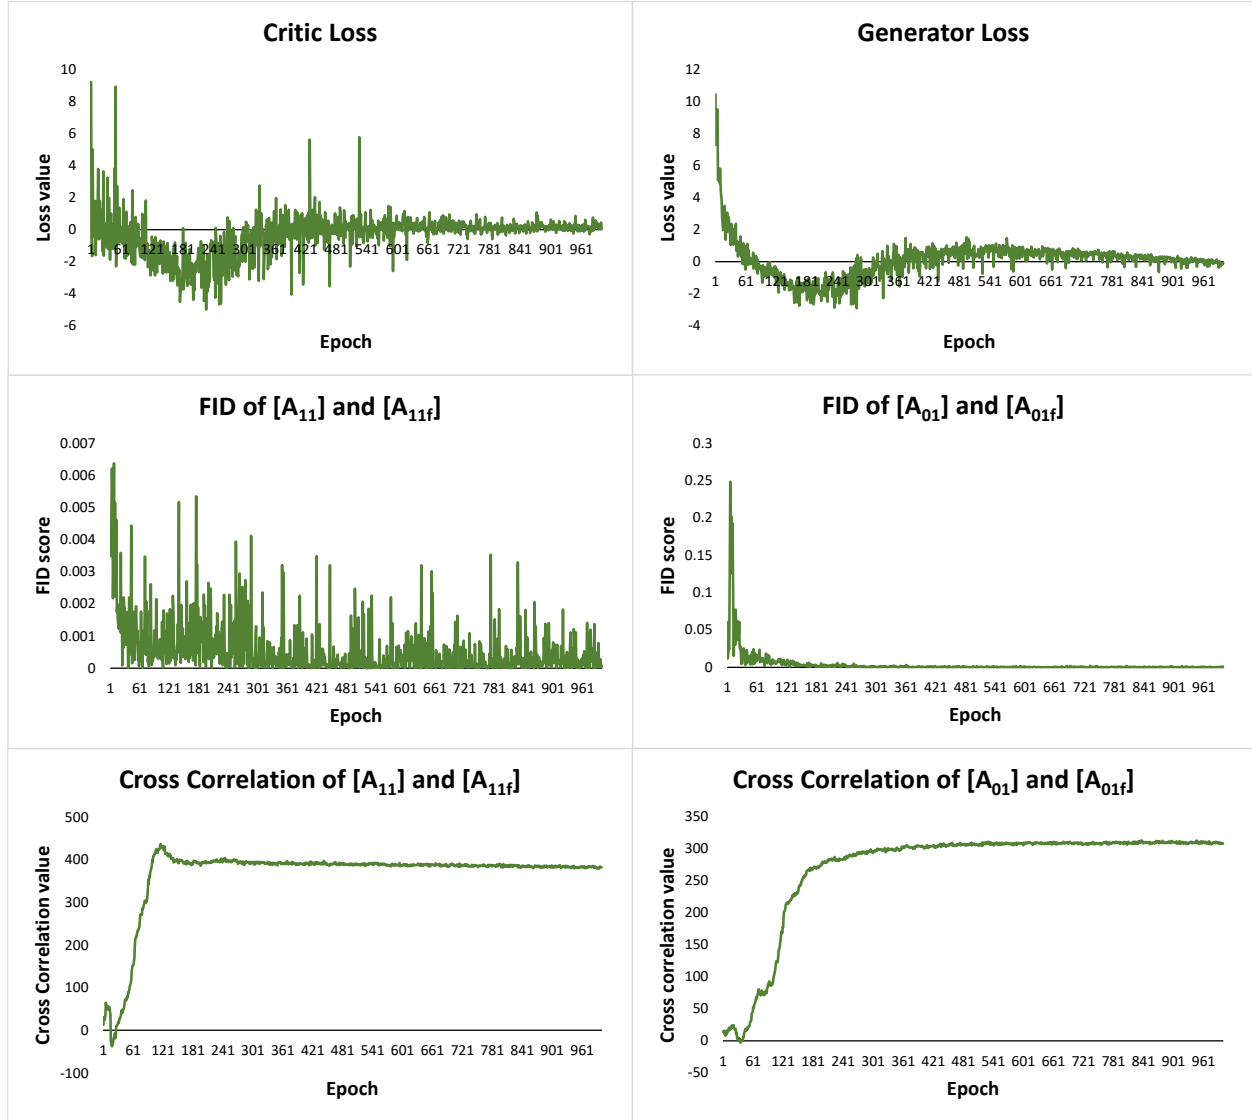 Critic Loss
10
8
6
4
2
0
-2
-4
-6
Loss value
1 61 121 181 241 301 361 421 481 541 601 661 721 781 841 901 961
Epoch
Generator Loss
12
10
8
6
4
2
0
-2
-4
Loss value
1 61 121 181 241 301 361 421 481 541 601 661 721 781 841 901 961
Epoch
FID of [A11] and [A11f]
0.007
0.006
0.005
0.004
0.003
0.002
0.001
0
FID score
1 61 121 181 241 301 361 421 481 541 601 661 721 781 841 901 961
Epoch
FID of [A01] and [A01f]
0.3
0.25
0.2
0.15
0.1
0.05
0
FID score
1 61 121 181 241 301 361 421 481 541 601 661 721 781 841 901 961
Epoch
Cross Correlation of [A11] and [A11f]
500
400
300
200
100
0
-100
Cross Correlation value
1 61 121 181 241 301 361 421 481 541 601 661 721 781 841 901 961
Epoch
Cross Correlation of [A01] and [A01f]
350
300
250
200
150
100
50
0
-50
Cross correlation value
1 61 121 181 241 301 361 421 481 541 601 661 721 781 841 901 961
Epoch